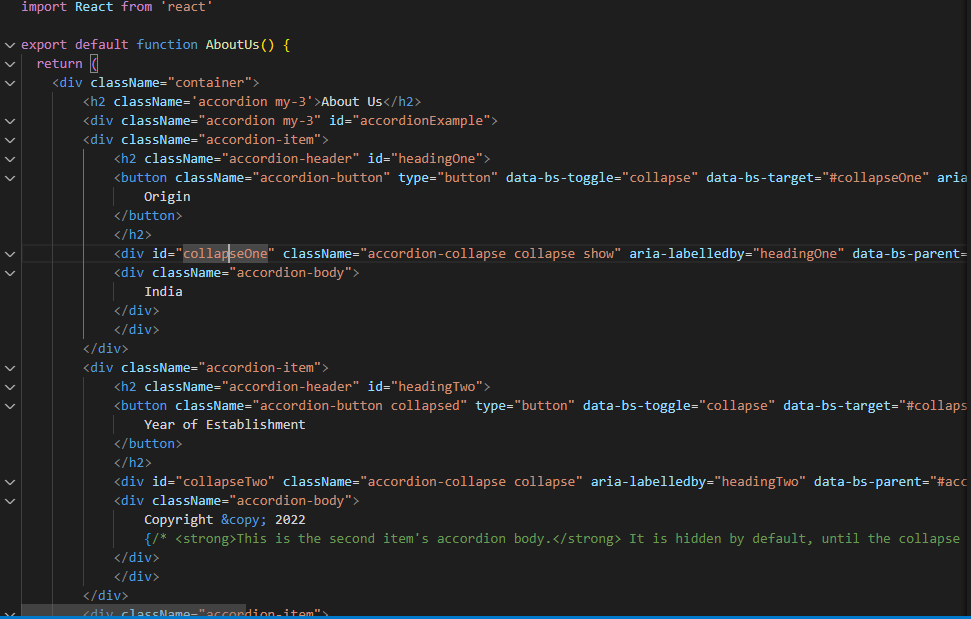 import React from 'react'
export default function AboutUs() {
return (
<div className="container">
<h2 className='accordion my-3'>About Us</h2>
<div className="accordion my-3" id="accordionExample">
<div className="accordion-item">
<h2 className="accordion-header" id="headingOne">
<button className="accordion-button" type="button" data-bs-toggle="collapse" data-bs-target="#collapseOne" aria
Origin
</button>
</h2>
<div id="collapseOne" className="accordion-collapse collapse show" aria-labelledby="headingOne" data-bs-parent=
<div className="accordion-body">
India
</div>
</div>
</div>
<div className="accordion-item">
<h2 className="accordion-header" id="headingTwo">
<button className="accordion-button collapsed" type="button" data-bs-toggle="collapse" data-bs-target="#collaps
Year of Establishment
</button>
</h2>
<div id="collapseTwo" className="accordion-collapse collapse" aria-labelledby="headingTwo" data-bs-parent="#acc
<div className="accordion-body">
Copyright &copy; 2022
{/* <strong>This is the second item's accordion body.</strong> It is hidden by default, until the collapse
</div>
</div>
</div>
<div className="accordion-item">